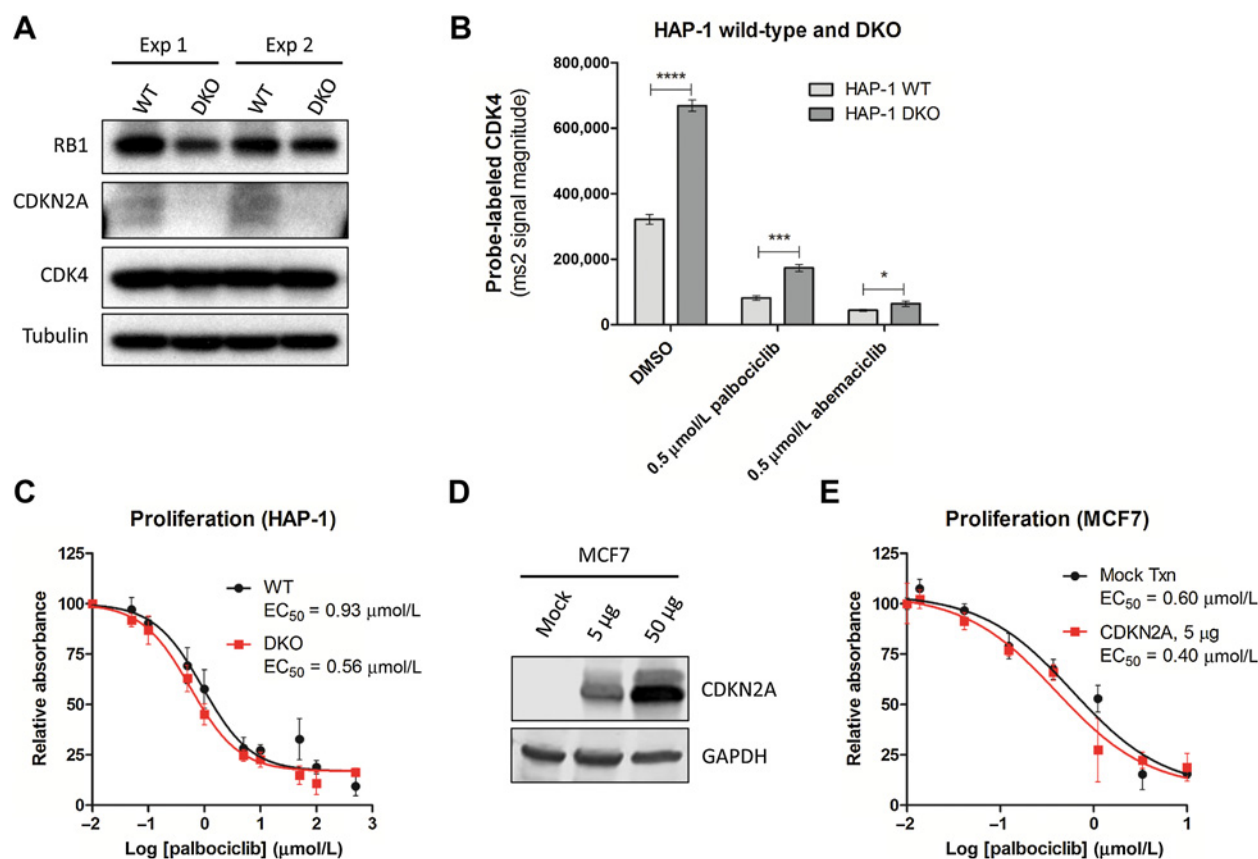 A
Exp 1
Exp 2
WT
DKO
WT
DKO
RB1
CDKN2A
CDK4
Tubulin
B
HAP-1 wild-type and DKO
Probe-labeled CDK4
(ms2 signal magnitude)
800,000
600,000
400,000
200,000
0
****
***
*
HAP-1 WT
HAP-1 DKO
DMSO
0.5 µmol/L palbociclib
0.5 µmol/L abemaciclib
C
Proliferation (HAP-1)
Relative absorbance
125
100
75
50
25
0
WT
EC50 = 0.93 µmol/L
DKO
EC50 = 0.56 µmol/L
−2
−1
0
1
2
3
Log [palbociclib] (µmol/L)
D
MCF7
Mock
5 µg
50 µg
CDKN2A
GAPDH
E
Proliferation (MCF7)
Relative absorbance
125
100
75
50
25
0
Mock Txn
EC50 = 0.60 µmol/L
CDKN2A, 5 µg
EC50 = 0.40 µmol/L
−2
−1
0
1
Log [palbociclib] (µmol/L)